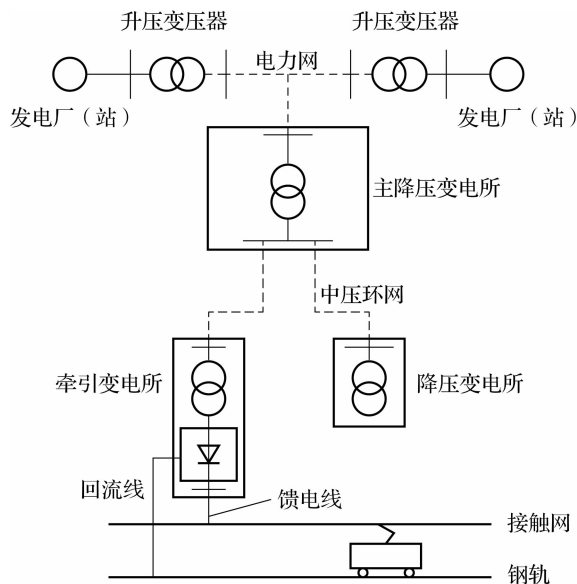 升压变压器
升压变压器
电力网
发电厂（站）
发电厂（站）
主降压变电所
中压环网
牵引变电所
降压变电所
回流线
馈电线
接触网
钢轨